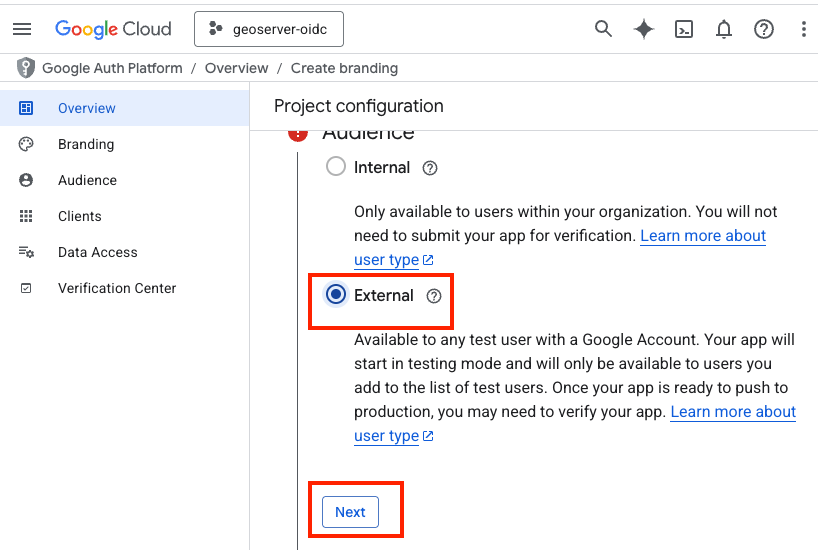 Google Cloud
geoserver-oidc
Google Auth Platform / Overview / Create branding
Overview
Branding
Audience
Clients
Data Access
Verification Center
Project configuration
Audience
Internal
Only available to users within your organization. You will not
need to submit your app for verification. Learn more about
user type
External
Available to any test user with a Google Account. Your app will
start in testing mode and will only be available to users you
add to the list of test users. Once your app is ready to push to
production, you may need to verify your app. Learn more about
user type
Next